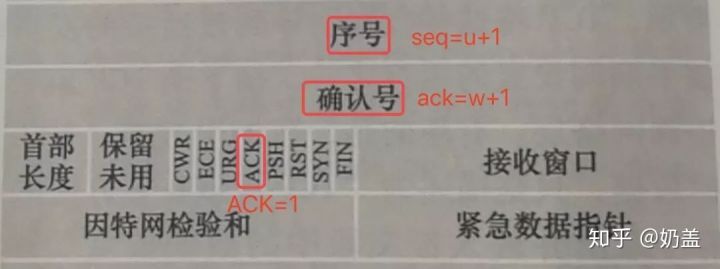 序号 seq=u+1
确认号 ack=w+1
首部长度 保留未用 CWR ECE URG ACK PSH RST SYN FIN 接收窗口
ACK=1
因特网检验和 紧急数据指针
知乎 @奶盖